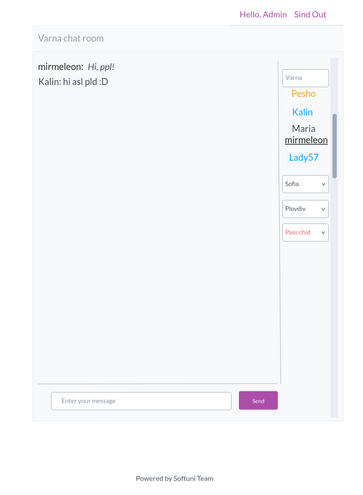 Hello, Admin Sind Out
Varna chat room
mirmeleon: Hi, ppl!
Kalin: hi asl pld :D
Varna
Pesho
Kalin
Maria
mirmeleon
Lady57
Sofia
Plovdiv
Pass chat
Enter your message
Send
Powered by Softuni Team